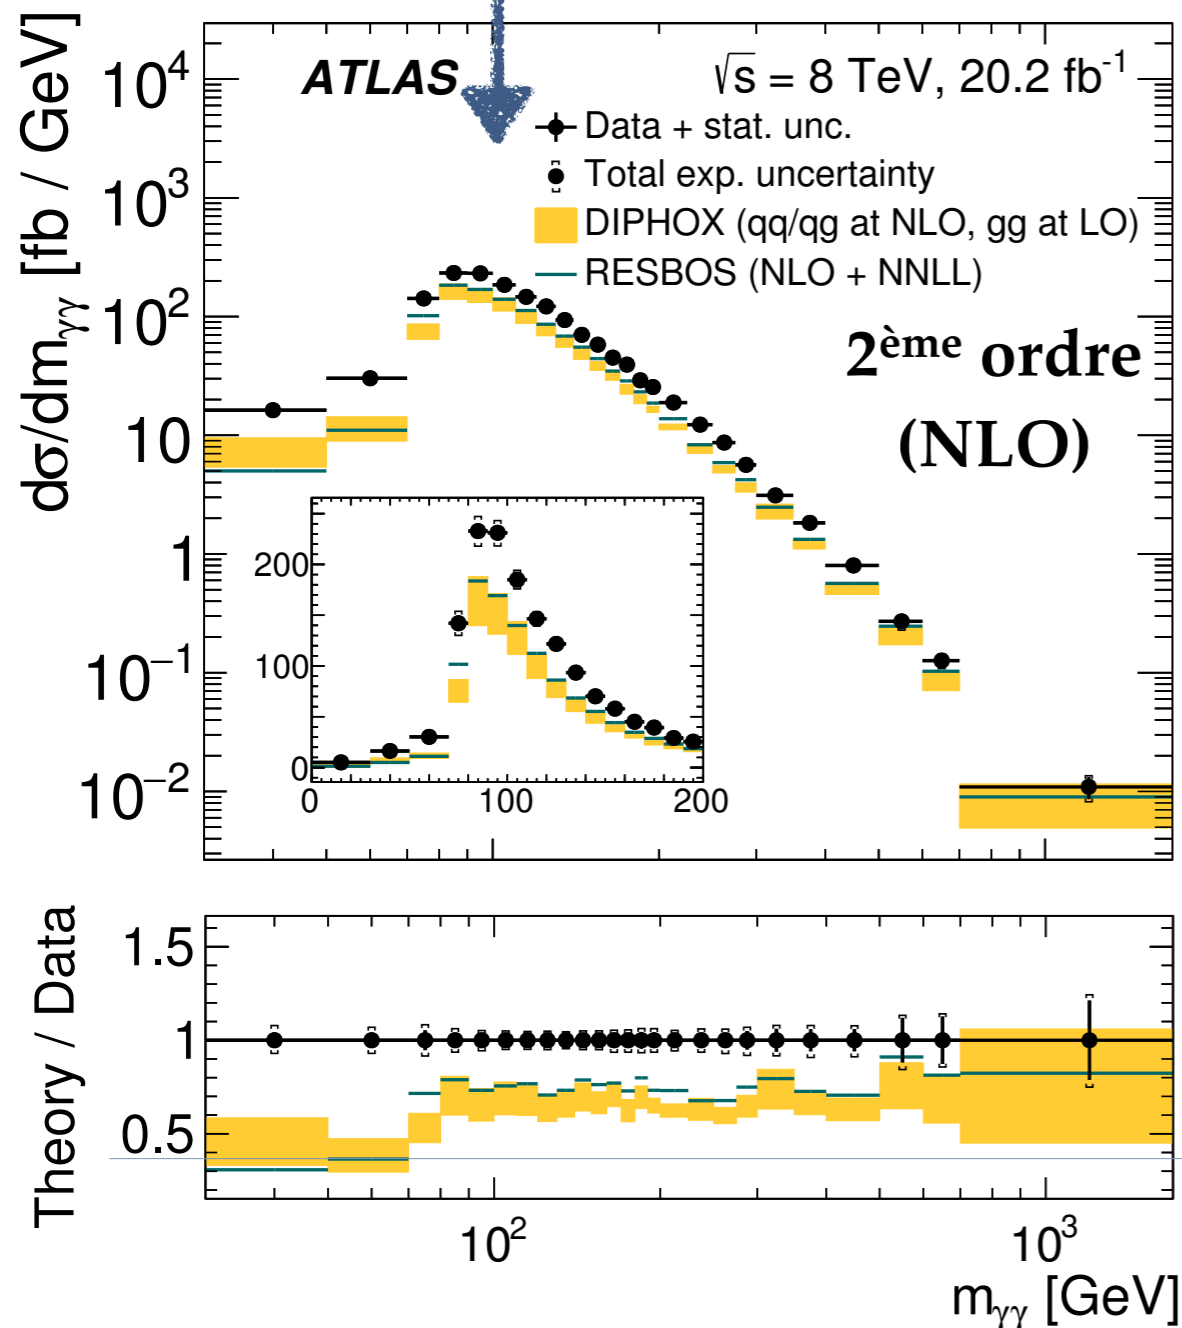 ATLAS
√s = 8 TeV, 20.2 fb⁻¹
Data + stat. unc.
Total exp. uncertainty
DIPHOX (qq/qg at NLO, gg at LO)
RESBOS (NLO + NNLL)
2ème ordre
(NLO)
dσ/dmγγ [fb / GeV]
10⁴
10³
10²
10
1
10⁻¹
10⁻²
200
100
0
0 100 200
Theory / Data
1.5
1
0.5
10² 10³
mγγ [GeV]